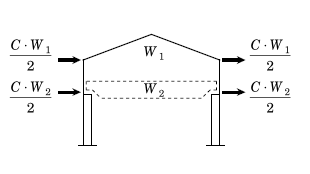 C · W₁ / 2
W₁
C · W₁ / 2
C · W₂ / 2
W₂
C · W₂ / 2